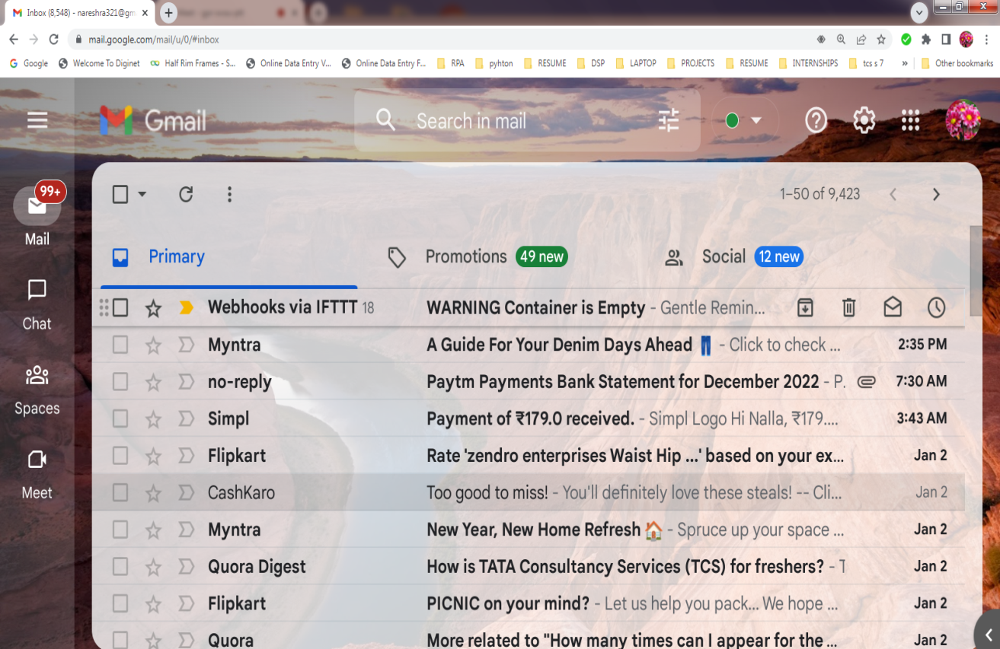 Inbox (8,548) - nareshra321@gm
mail.google.com/mail/u/0/#inbox
Google Welcome To Diginet Half Rim Frames - S... Online Data Entry V... Online Data Entry F... RPA pyhton RESUME DSP LAPTOP PROJECTS RESUME INTERNSHIPS tcs s 7 » Other bookmarks
Gmail Search in mail
1–50 of 9,423
99+
Mail
Chat
Spaces
Meet
Primary Promotions 49 new Social 12 new
Webhooks via IFTTT 18 WARNING Container is Empty - Gentle Remin...
Myntra A Guide For Your Denim Days Ahead 👖 - Click to check ... 2:35 PM
no-reply Paytm Payments Bank Statement for December 2022 - P. 7:30 AM
Simpl Payment of ₹179.0 received. - Simpl Logo Hi Nalla, ₹179.... 3:43 AM
Flipkart Rate 'zendro enterprises Waist Hip ...' based on your ex... Jan 2
CashKaro Too good to miss! - You'll definitely love these steals! -- Cli... Jan 2
Myntra New Year, New Home Refresh 🏠 - Spruce up your space ... Jan 2
Quora Digest How is TATA Consultancy Services (TCS) for freshers? - T Jan 2
Flipkart PICNIC on your mind? - Let us help you pack... We hope ... Jan 2
Quora More related to "How many times can I appear for the ... Jan 2